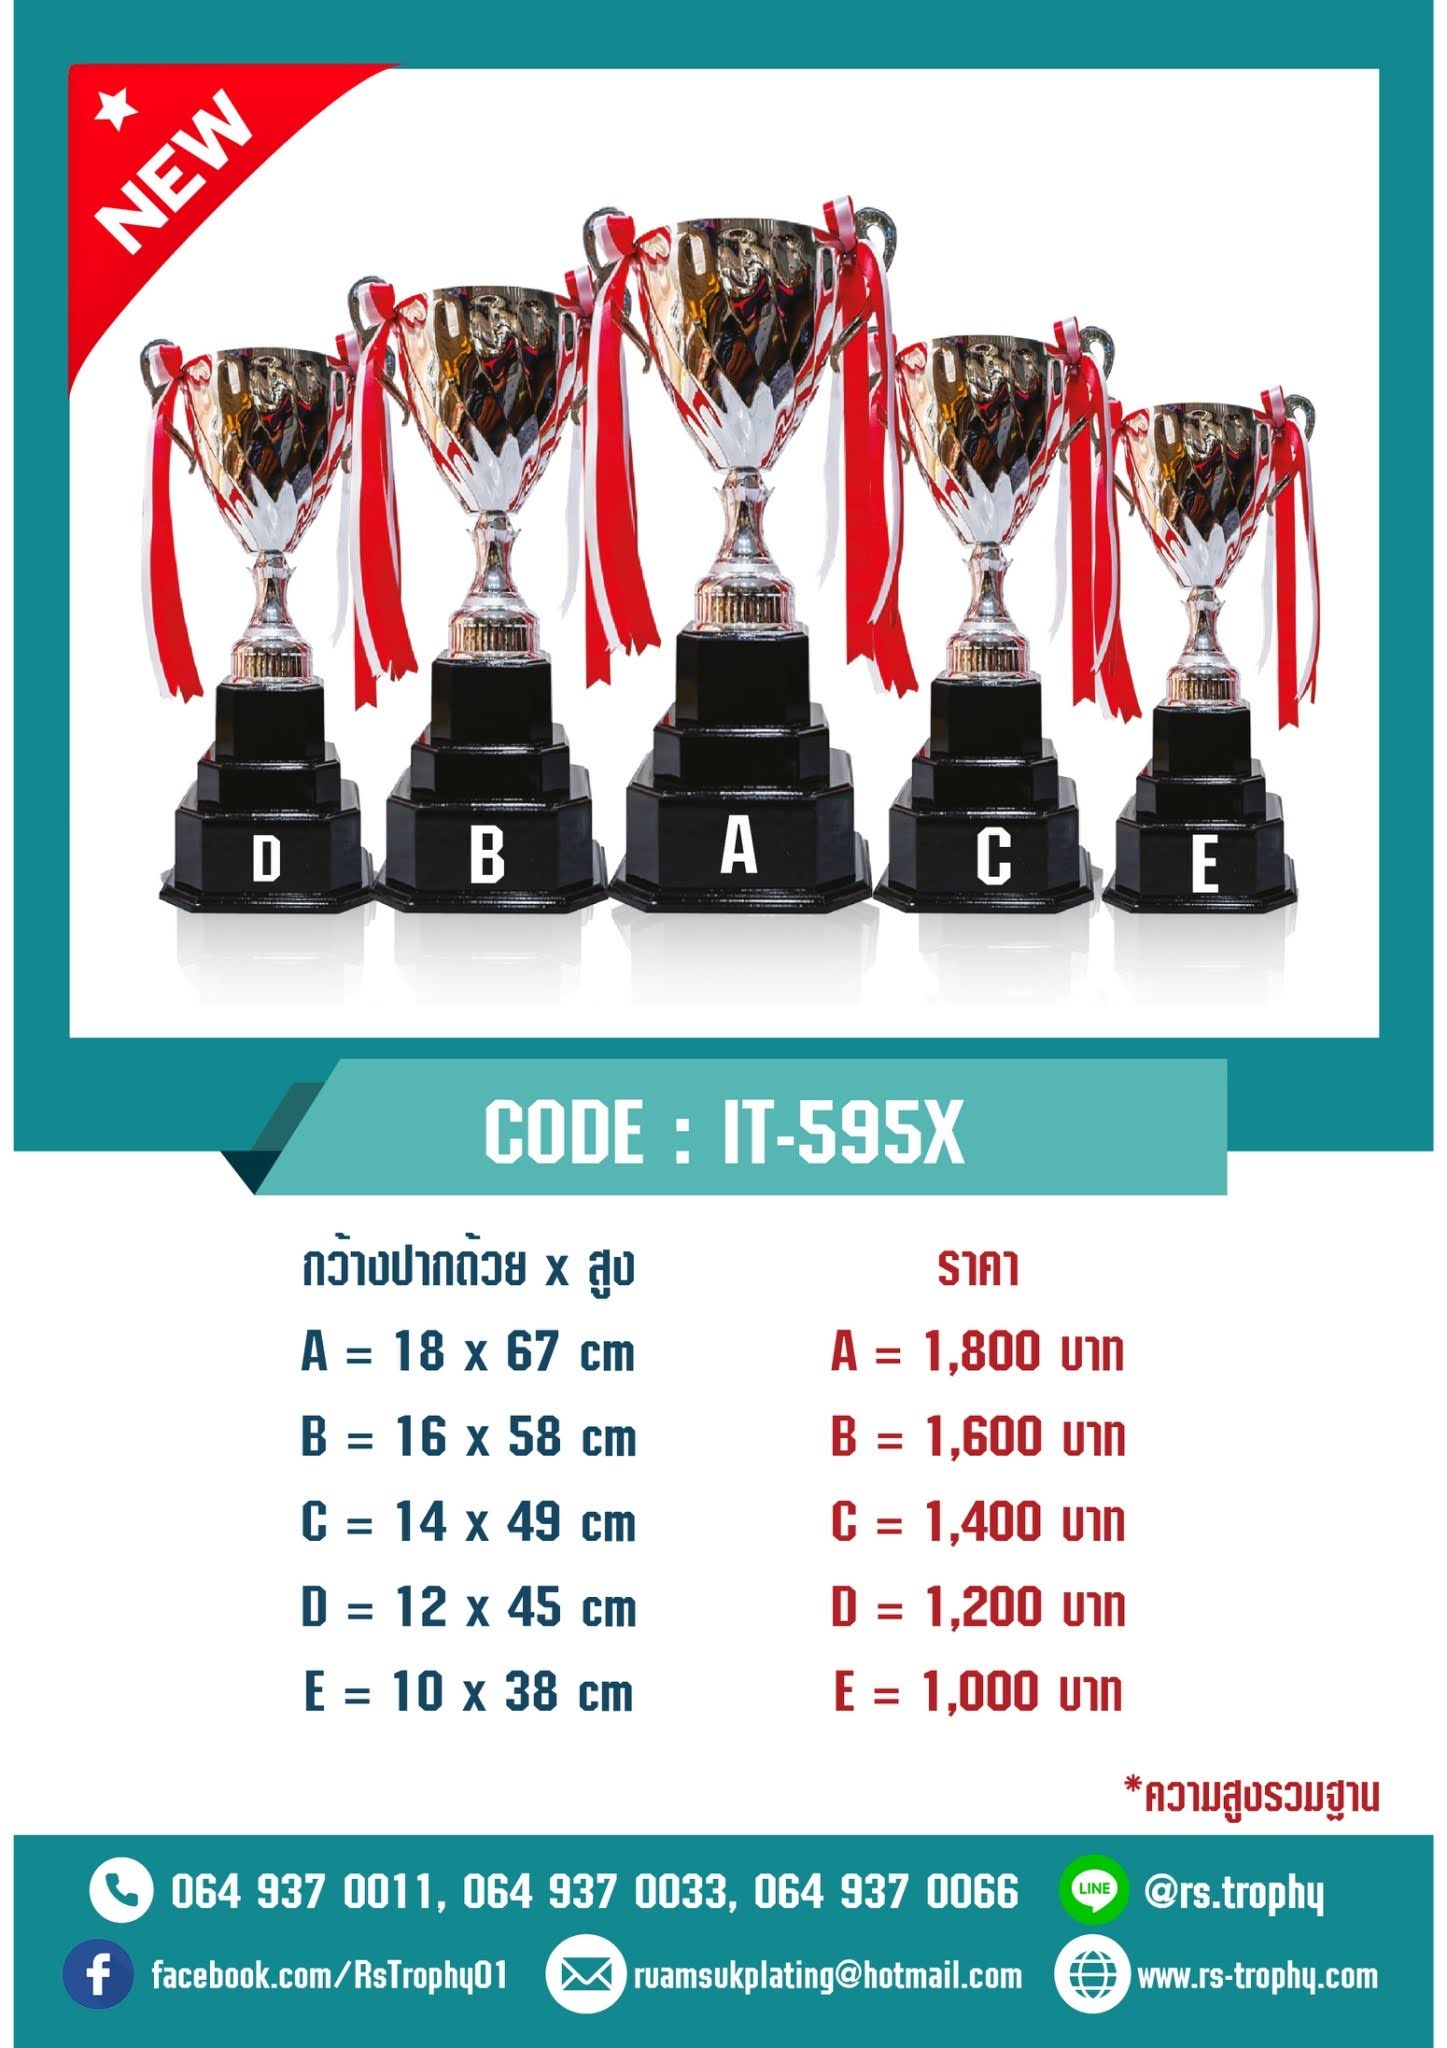 NEW
D B A C E
CODE : IT-595X
กว้างปากถ้วย x สูง
A = 18 x 67 cm
B = 16 x 58 cm
C = 14 x 49 cm
D = 12 x 45 cm
E = 10 x 38 cm
ราคา
A = 1,800 บาท
B = 1,600 บาท
C = 1,400 บาท
D = 1,200 บาท
E = 1,000 บาท
*ความสูงรวมฐาน
064 937 0011, 064 937 0033, 064 937 0066
LINE @rs.trophy
f facebook.com/RsTrophy01
ruamsukplating@hotmail.com
www.rs-trophy.com